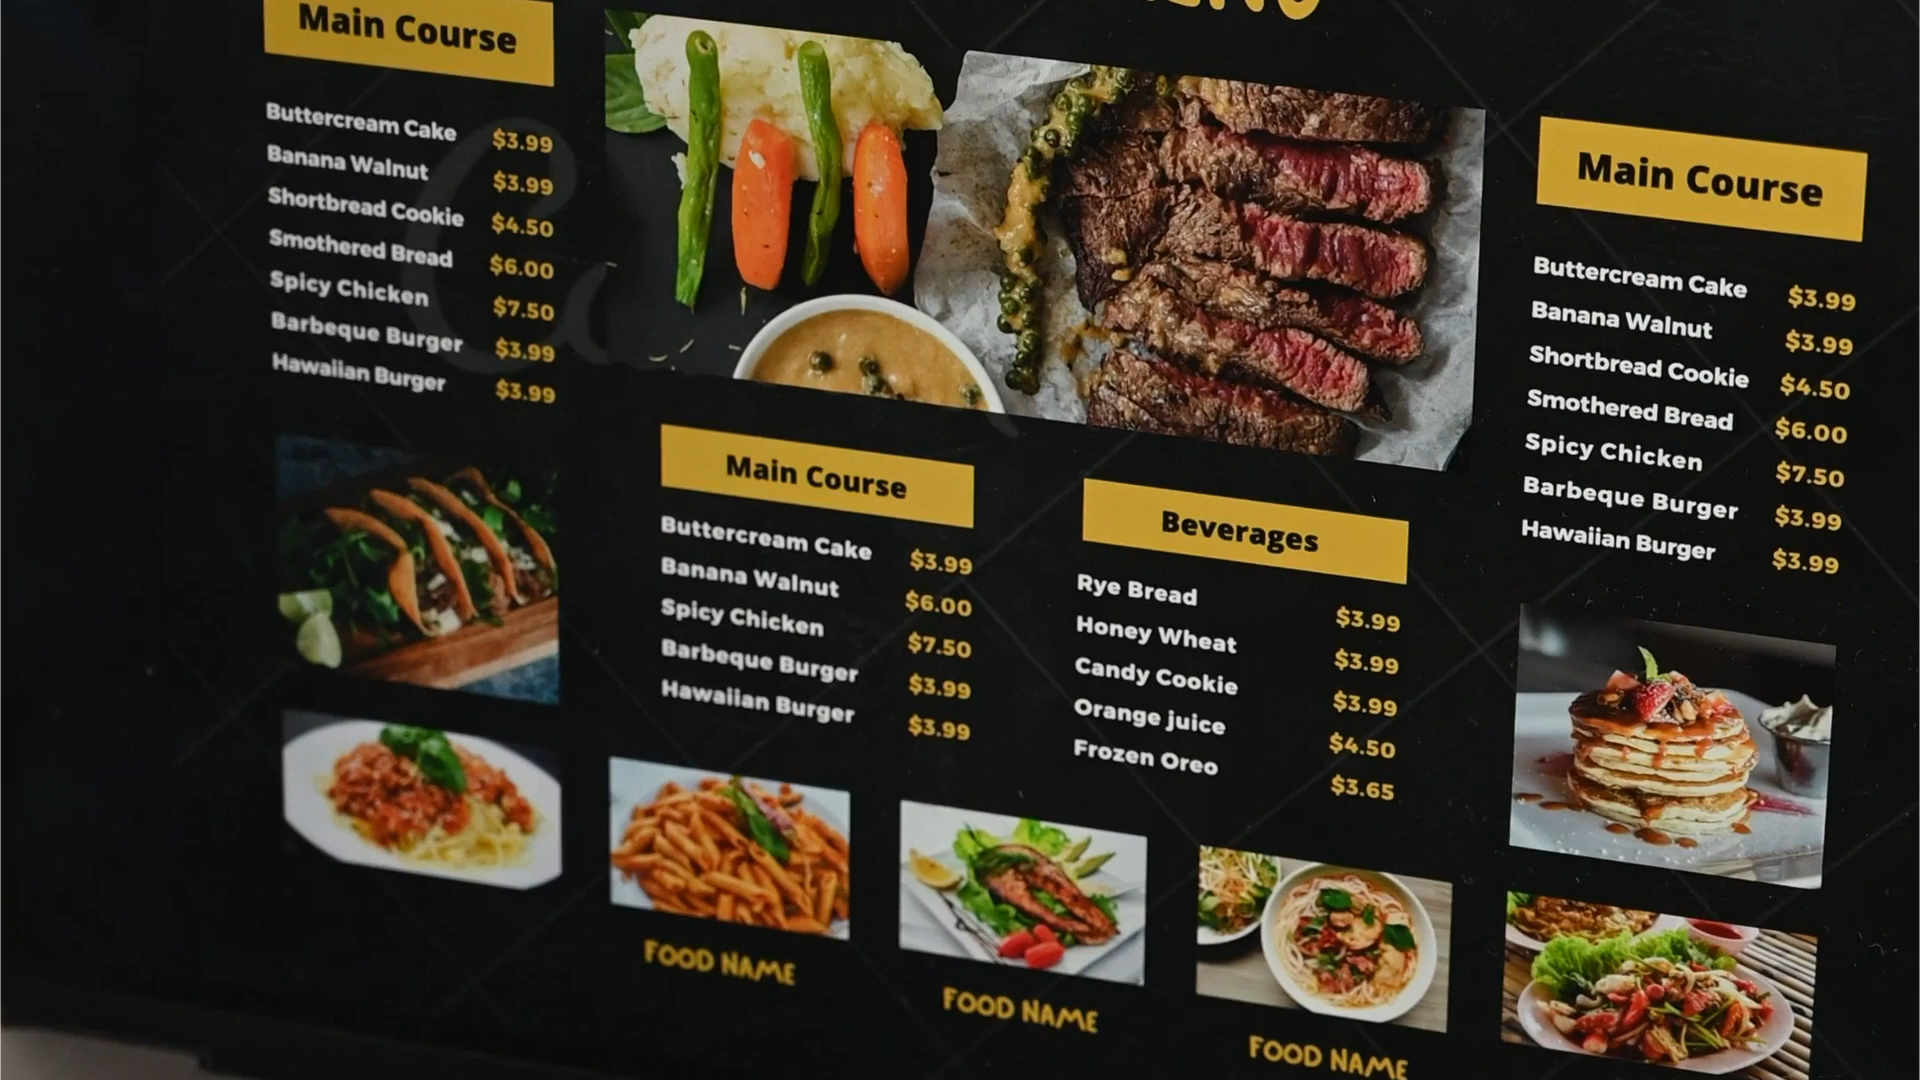 Main Course
Buttercream Cake $3.99
Banana Walnut $3.99
Shortbread Cookie $4.50
Smothered Bread $6.00
Spicy Chicken $7.50
Barbeque Burger $3.99
Hawaiian Burger $3.99
Main Course
Buttercream Cake $3.99
Banana Walnut $6.00
Spicy Chicken $7.50
Barbeque Burger $3.99
Hawaiian Burger $3.99
Beverages
Rye Bread $3.99
Honey Wheat $3.99
Candy Cookie $3.99
Orange juice $4.50
Frozen Oreo $3.65
Main Course
Buttercream Cake $3.99
Banana Walnut $3.99
Shortbread Cookie $4.50
Smothered Bread $6.00
Spicy Chicken $7.50
Barbeque Burger $3.99
Hawaiian Burger $3.99
FOOD NAME
FOOD NAME
FOOD NAME